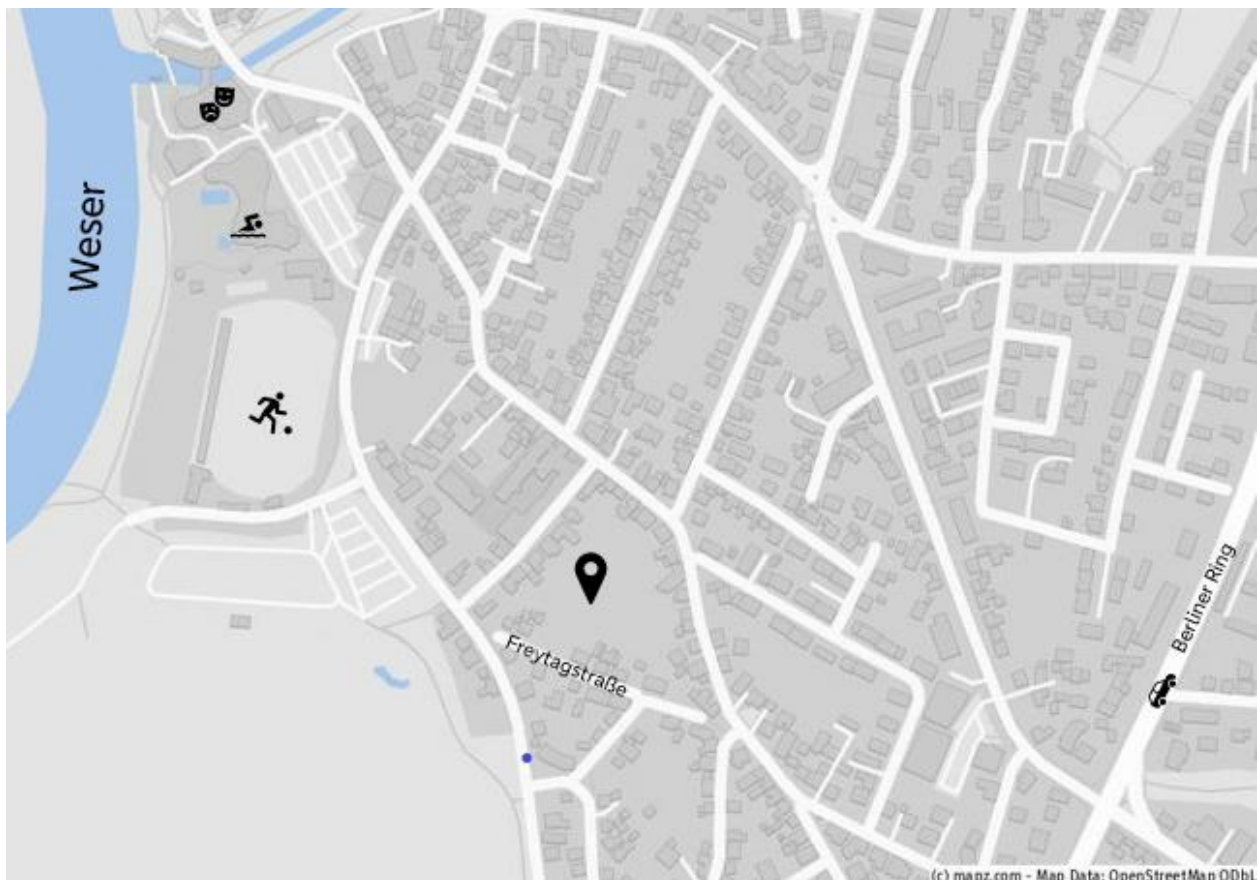 Weser
Berliner Ring
Freytagstraße
(c) mapz.com - Map Data: OpenStreetMap ODbL